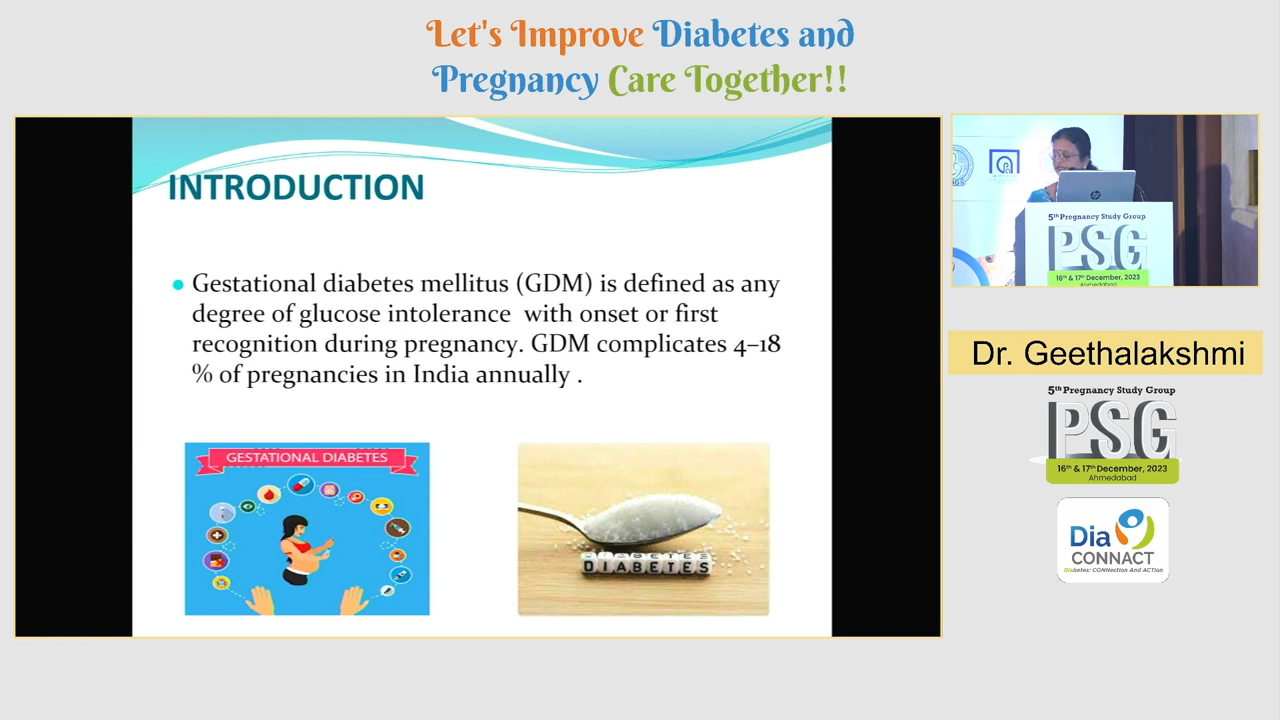 Let's Improve Diabetes and
Pregnancy Care Together!!
INTRODUCTION
Gestational diabetes mellitus (GDM) is defined as any
degree of glucose intolerance with onset or first
recognition during pregnancy. GDM complicates 4–18
% of pregnancies in India annually .
GESTATIONAL DIABETES
DIABETES
hp
5th Pregnancy Study Group
PSG
16th & 17th December, 2023
Ahmedabad
Dr. Geethalakshmi
5th Pregnancy Study Group
PSG
16th & 17th December, 2023
Ahmedabad
Dia
CONNACT
Diabetes: CONNection And ACTion